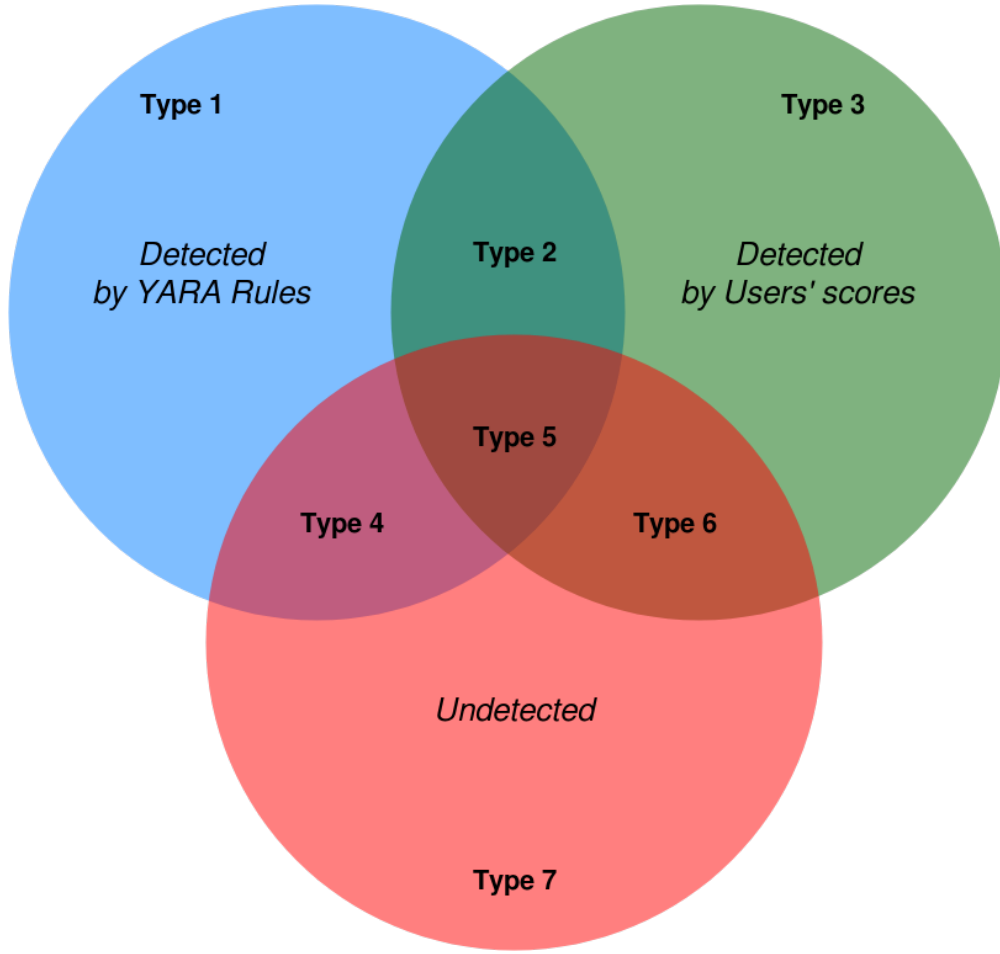 Type 1
Type 3
Type 2
Detected
by YARA Rules
Detected
by Users' scores
Type 5
Type 4
Type 6
Undetected
Type 7